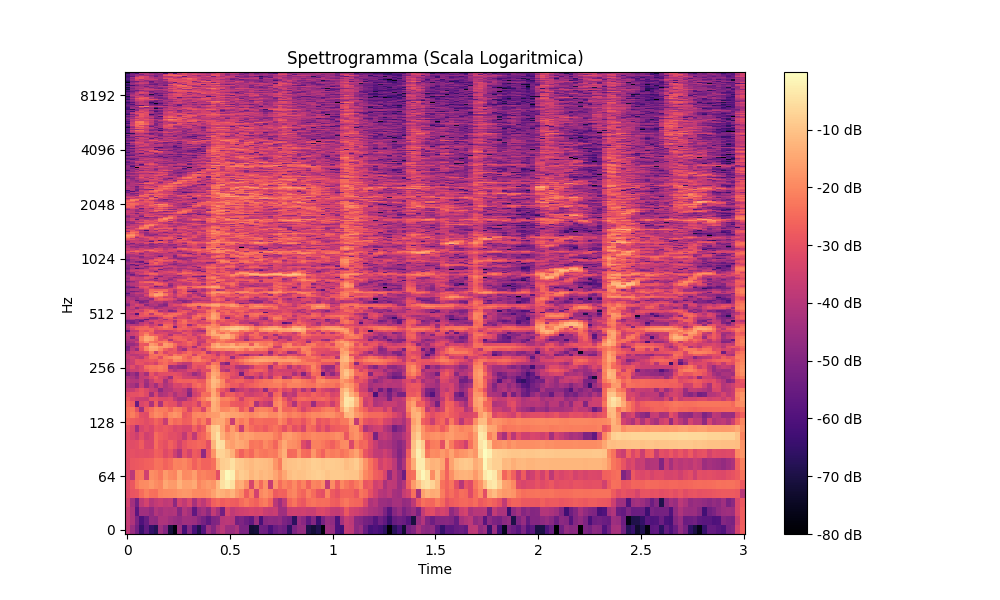 Spettrogramma (Scala Logaritmica)
8192
4096
2048
1024
512
256
128
64
0
Hz
0
0.5
1
1.5
2
2.5
3
Time
-10 dB
-20 dB
-30 dB
-40 dB
-50 dB
-60 dB
-70 dB
-80 dB